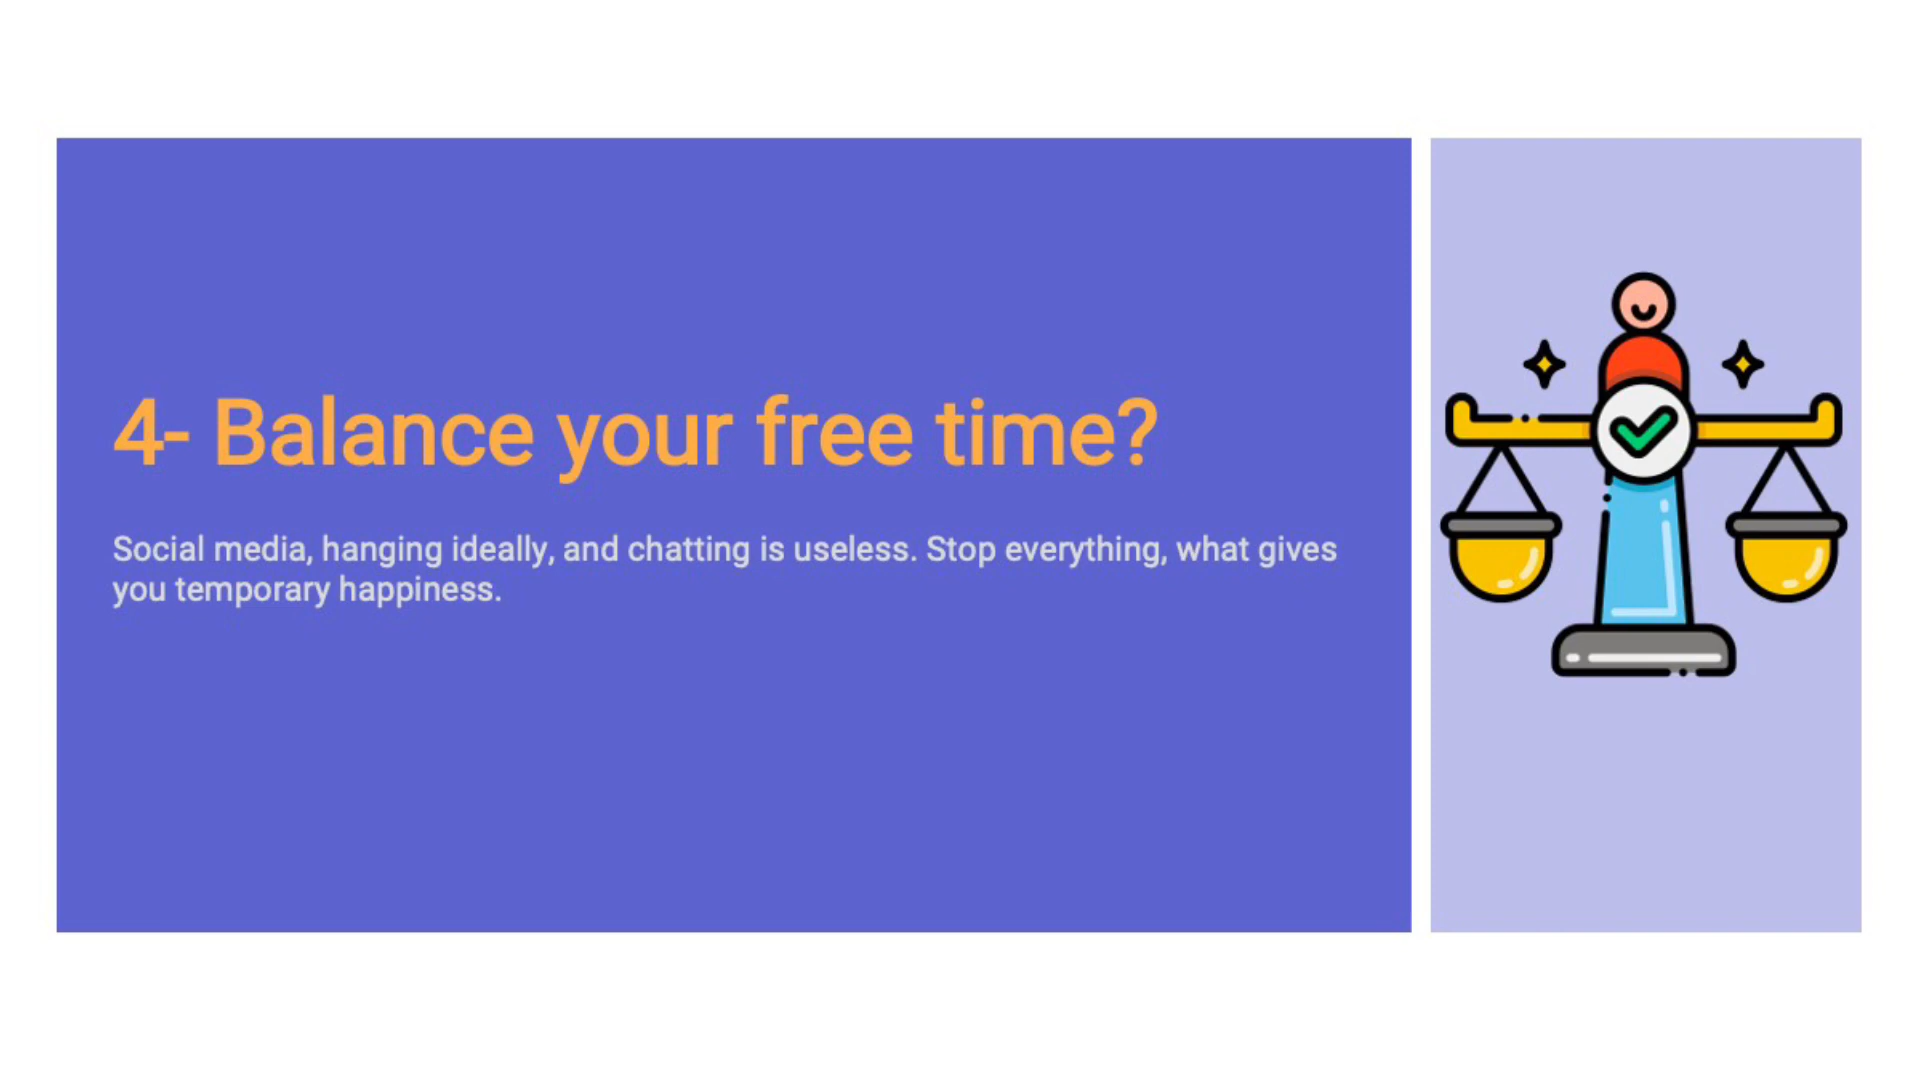 4- Balance your free time?
Social media, hanging ideally, and chatting is useless. Stop everything, what gives
you temporary happiness.